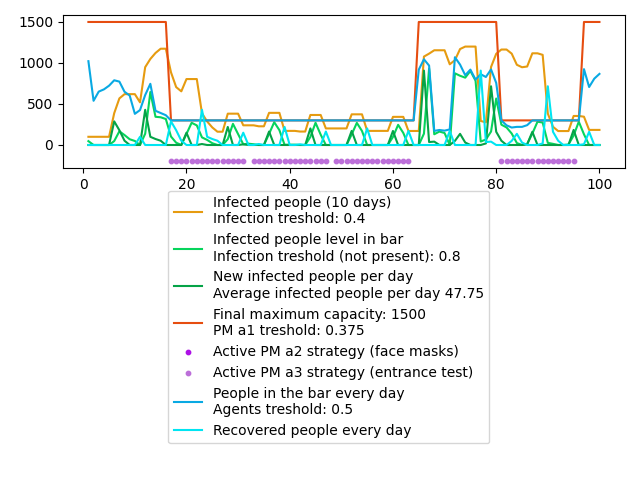 1500
1000
500
0
0 20 40 60 80 100
Infected people (10 days)
Infection treshold: 0.4
Infected people level in bar
Infection treshold (not present): 0.8
New infected people per day
Average infected people per day 47.75
Final maximum capacity: 1500
PM a1 treshold: 0.375
Active PM a2 strategy (face masks)
Active PM a3 strategy (entrance test)
People in the bar every day
Agents treshold: 0.5
Recovered people every day